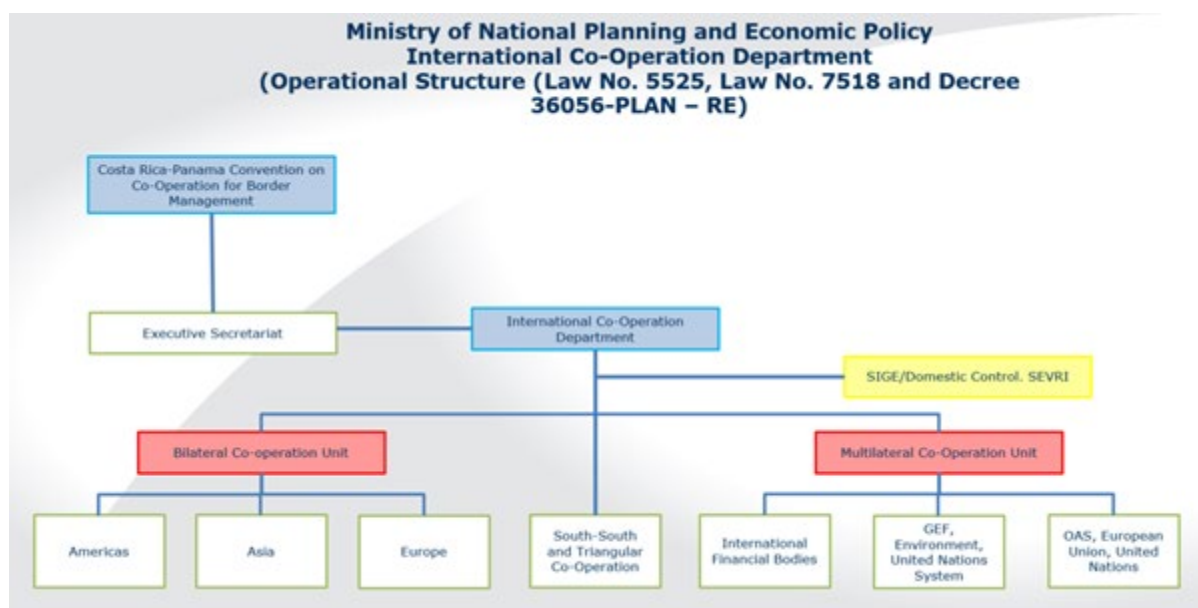 Ministry of National Planning and Economic Policy
International Co-Operation Department
(Operational Structure (Law No. 5525, Law No. 7518 and Decree
36056-PLAN – RE)
Costa Rica-Panama Convention on
Co-Operation for Border
Management
Executive Secretariat
International Co-Operation
Department
SIGE/Domestic Control. SEVRI
Bilateral Co-operation Unit
Multilateral Co-Operation Unit
Americas
Asia
Europe
South-South
and Triangular
Co-Operation
International
Financial Bodies
GEF,
Environment,
United Nations
System
OAS, European
Union, United
Nations